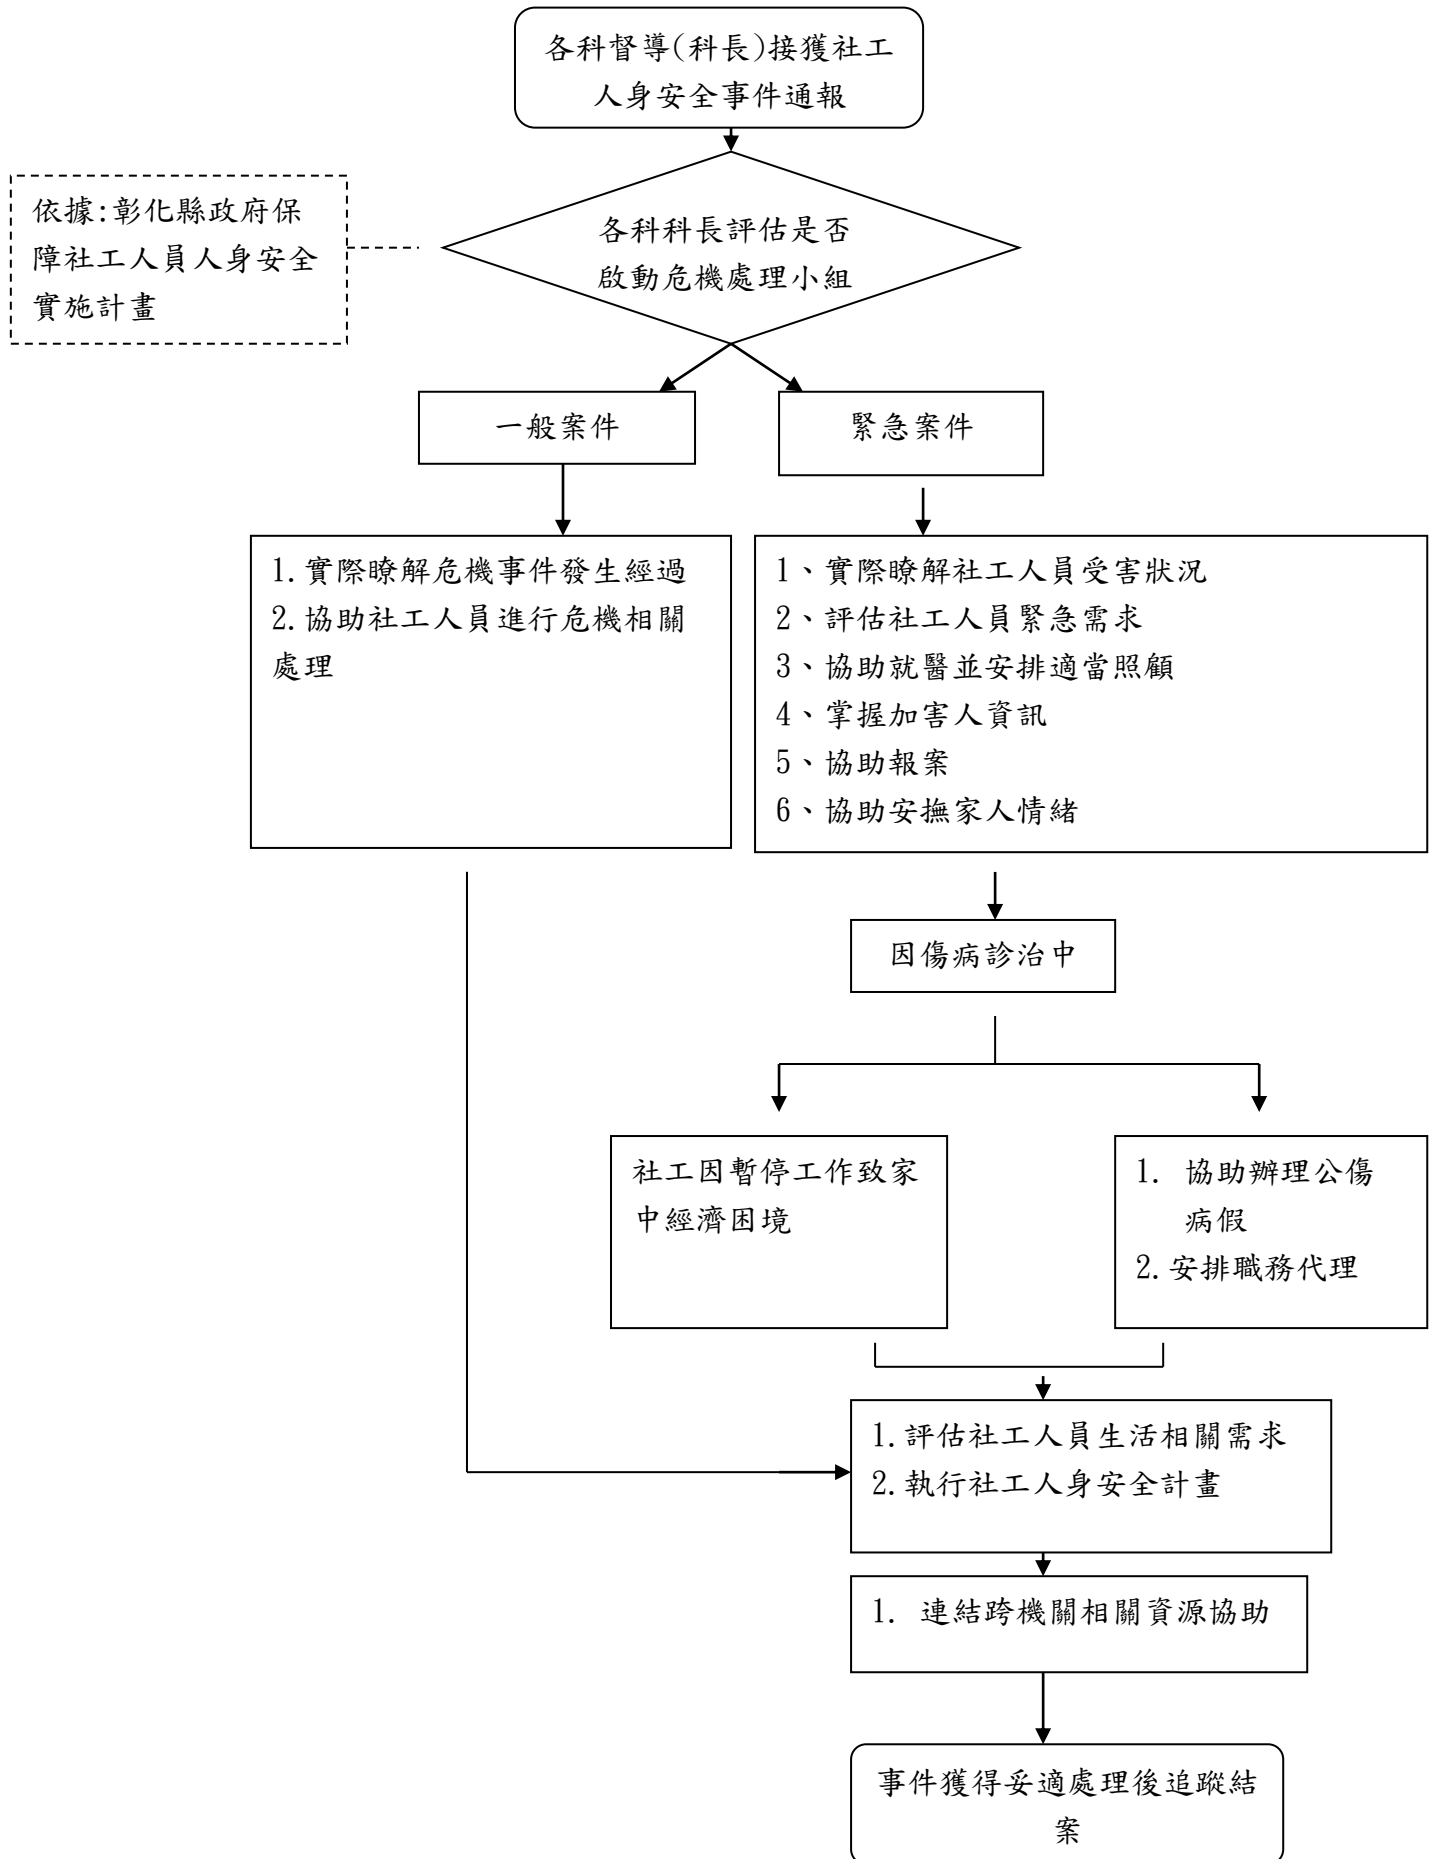 各科督導(科長)接獲社工
人身安全事件通報
依據:彰化縣政府保
障社工人員人身安全
實施計畫
各科科長評估是否
啟動危機處理小組
一般案件
緊急案件
1.實際瞭解危機事件發生經過
2.協助社工人員進行危機相關
處理
1、實際瞭解社工人員受害狀況
2、評估社工人員緊急需求
3、協助就醫並安排適當照顧
4、掌握加害人資訊
5、協助報案
6、協助安撫家人情緒
因傷病診治中
社工因暫停工作致家
中經濟困境
1. 協助辦理公傷
病假
2.安排職務代理
1.評估社工人員生活相關需求
2.執行社工人身安全計畫
1. 連結跨機關相關資源協助
事件獲得妥適處理後追蹤結
案